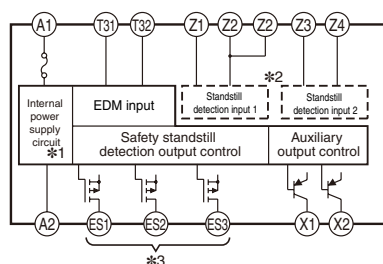 A1 T31 T32 Z1 Z2 Z2 Z3 Z4
*2
Internal
power
supply
circuit
*1
EDM input
Standstill
detection input 1
Standstill
detection input 2
Safety standstill
detection output control
Auxiliary
output control
A2 ES1 ES2 ES3 X1 X2
*3